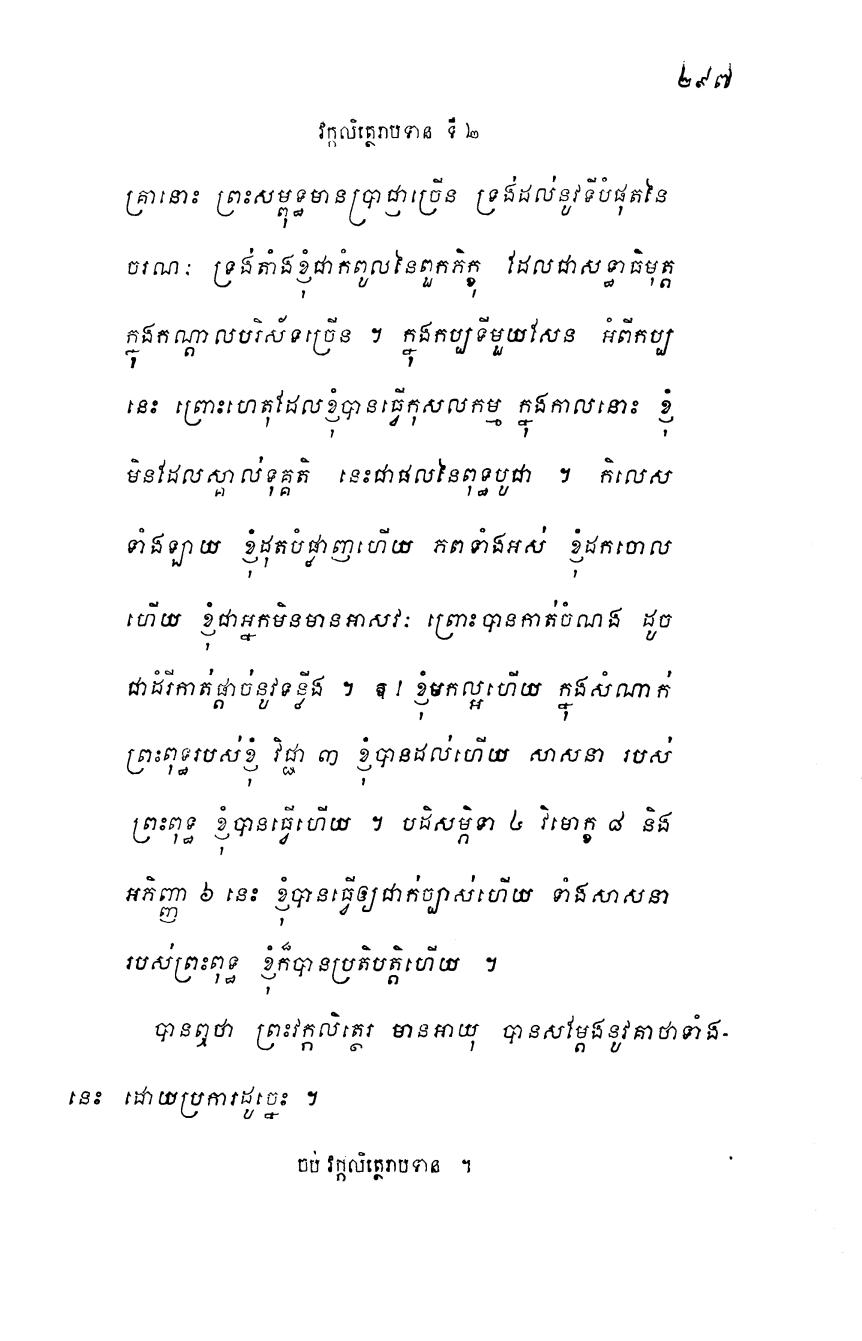 ២៩៧
វក្កលិត្ថេរាបទាន ទី ២
គ្រានោះ ព្រះសម្ពុទ្ធមានប្រាជ្ញាច្រើន ទ្រង់ដល់នូវទីបំផុតនៃ
ចរណៈ ទ្រង់តាំងខ្ញុំជាកំពូលនៃពួកភិក្ខុ ដែលជាសទ្ធាធិមុត្ត
ក្នុងកណ្តាលបរិស័ទច្រើន ។ ក្នុងកប្បទីមួយសែន អំពីកប្ប
នេះ ព្រោះហេតុដែលខ្ញុំបានធ្វើកុសលកម្ម ក្នុងកាលនោះ ខ្ញុំ
មិនដែលស្គាល់ទុគ្គតិ នេះជាផលនៃពុទ្ធបូជា ។ កិលេស
ទាំងឡាយ ខ្ញុំដុតបំផ្លាញហើយ ភពទាំងអស់ ខ្ញុំដកចោល
ហើយ ខ្ញុំជាអ្នកមិនមានអាសវៈ ព្រោះបានកាត់ចំណង ដូច
ជាដំរីកាត់ផ្តាច់នូវទន្លីង ។ ឱ! ខ្ញុំមកល្អហើយ ក្នុងសំណាក់
ព្រះពុទ្ធរបស់ខ្ញុំ វិជ្ជា ៣ ខ្ញុំបានដល់ហើយ សាសនា របស់
ព្រះពុទ្ធ ខ្ញុំបានធ្វើហើយ ។ បដិសម្ភិទា ៤ វិមោក្ខ ៨ និង
អភិញ្ញា ៦ នេះ ខ្ញុំបានធ្វើឲ្យជាក់ច្បាស់ហើយ ទាំងសាសនា
របស់ព្រះពុទ្ធ ខ្ញុំក៏បានប្រតិបត្តិហើយ ។
បានឮថា ព្រះវក្កលិត្ថេរ មានអាយុ បានសម្តែងនូវគាថាទាំង-
នេះ ដោយប្រការដូច្នេះ ។
ចប់ វក្កលិត្ថេរាបទាន ។